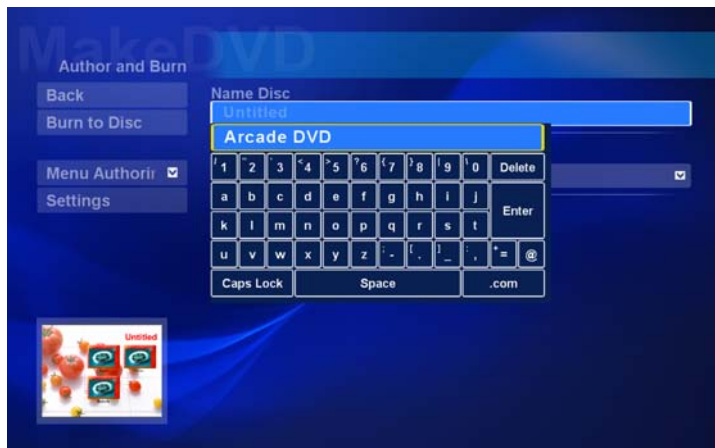 MakeDVD
Author and Burn
Back
Name Disc
Untitled
Burn to Disc
Arcade DVD
/ 1 " 2 ` 3 < 4 > 5 ? 6 { 7 } 8 | 9 \ 0 Delete
Menu Authorin
a b c d e f g h i j
Settings
Enter
k l m n o p q r s t
u v w x y z ; - [ . ] _ : , + = @
Caps Lock Space .com
Untitled